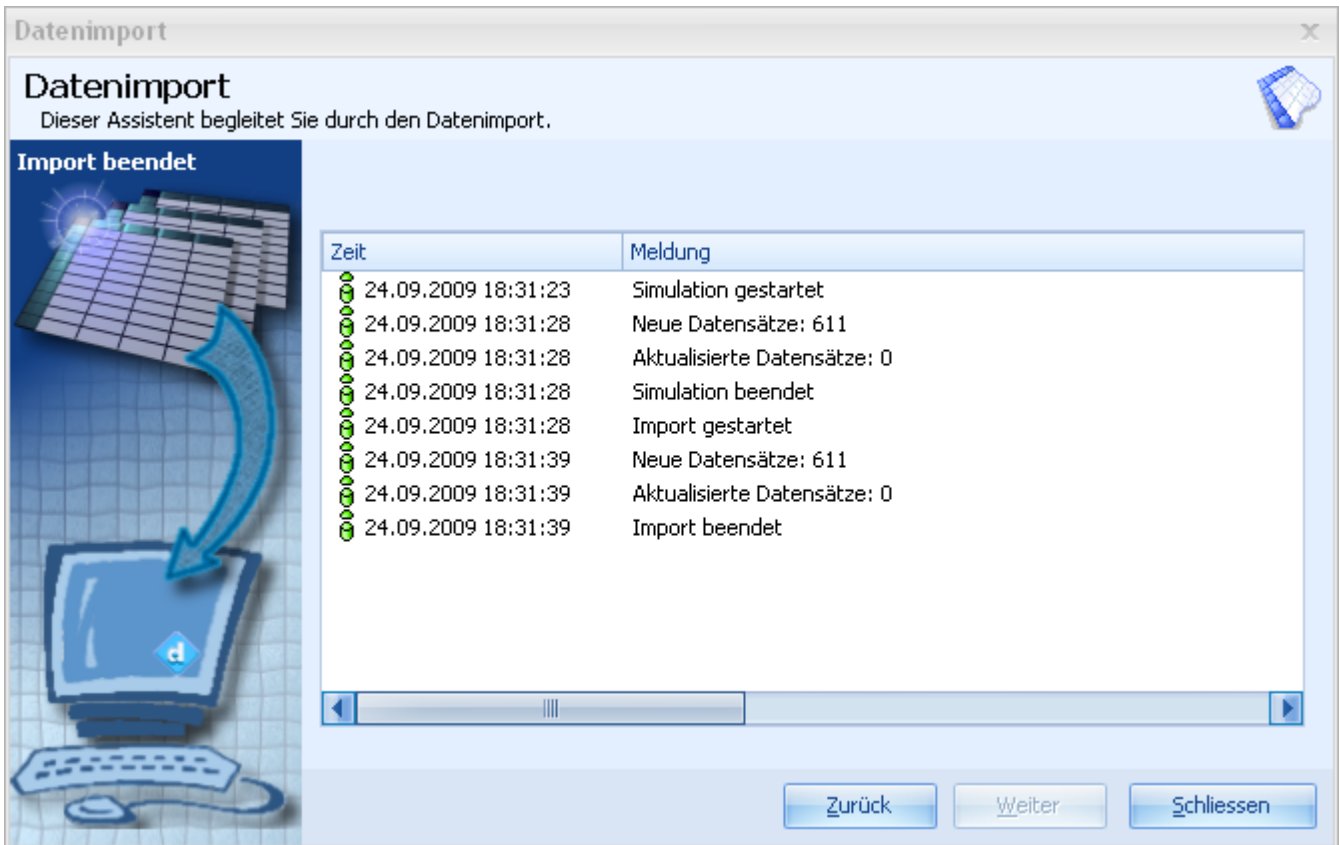 Datenimport
Datenimport
Dieser Assistent begleitet Sie durch den Datenimport.
Import beendet
Zeit Meldung
24.09.2009 18:31:23 Simulation gestartet
24.09.2009 18:31:28 Neue Datensätze: 611
24.09.2009 18:31:28 Aktualisierte Datensätze: 0
24.09.2009 18:31:28 Simulation beendet
24.09.2009 18:31:28 Import gestartet
24.09.2009 18:31:39 Neue Datensätze: 611
24.09.2009 18:31:39 Aktualisierte Datensätze: 0
24.09.2009 18:31:39 Import beendet
d
Zurück Weiter Schliessen